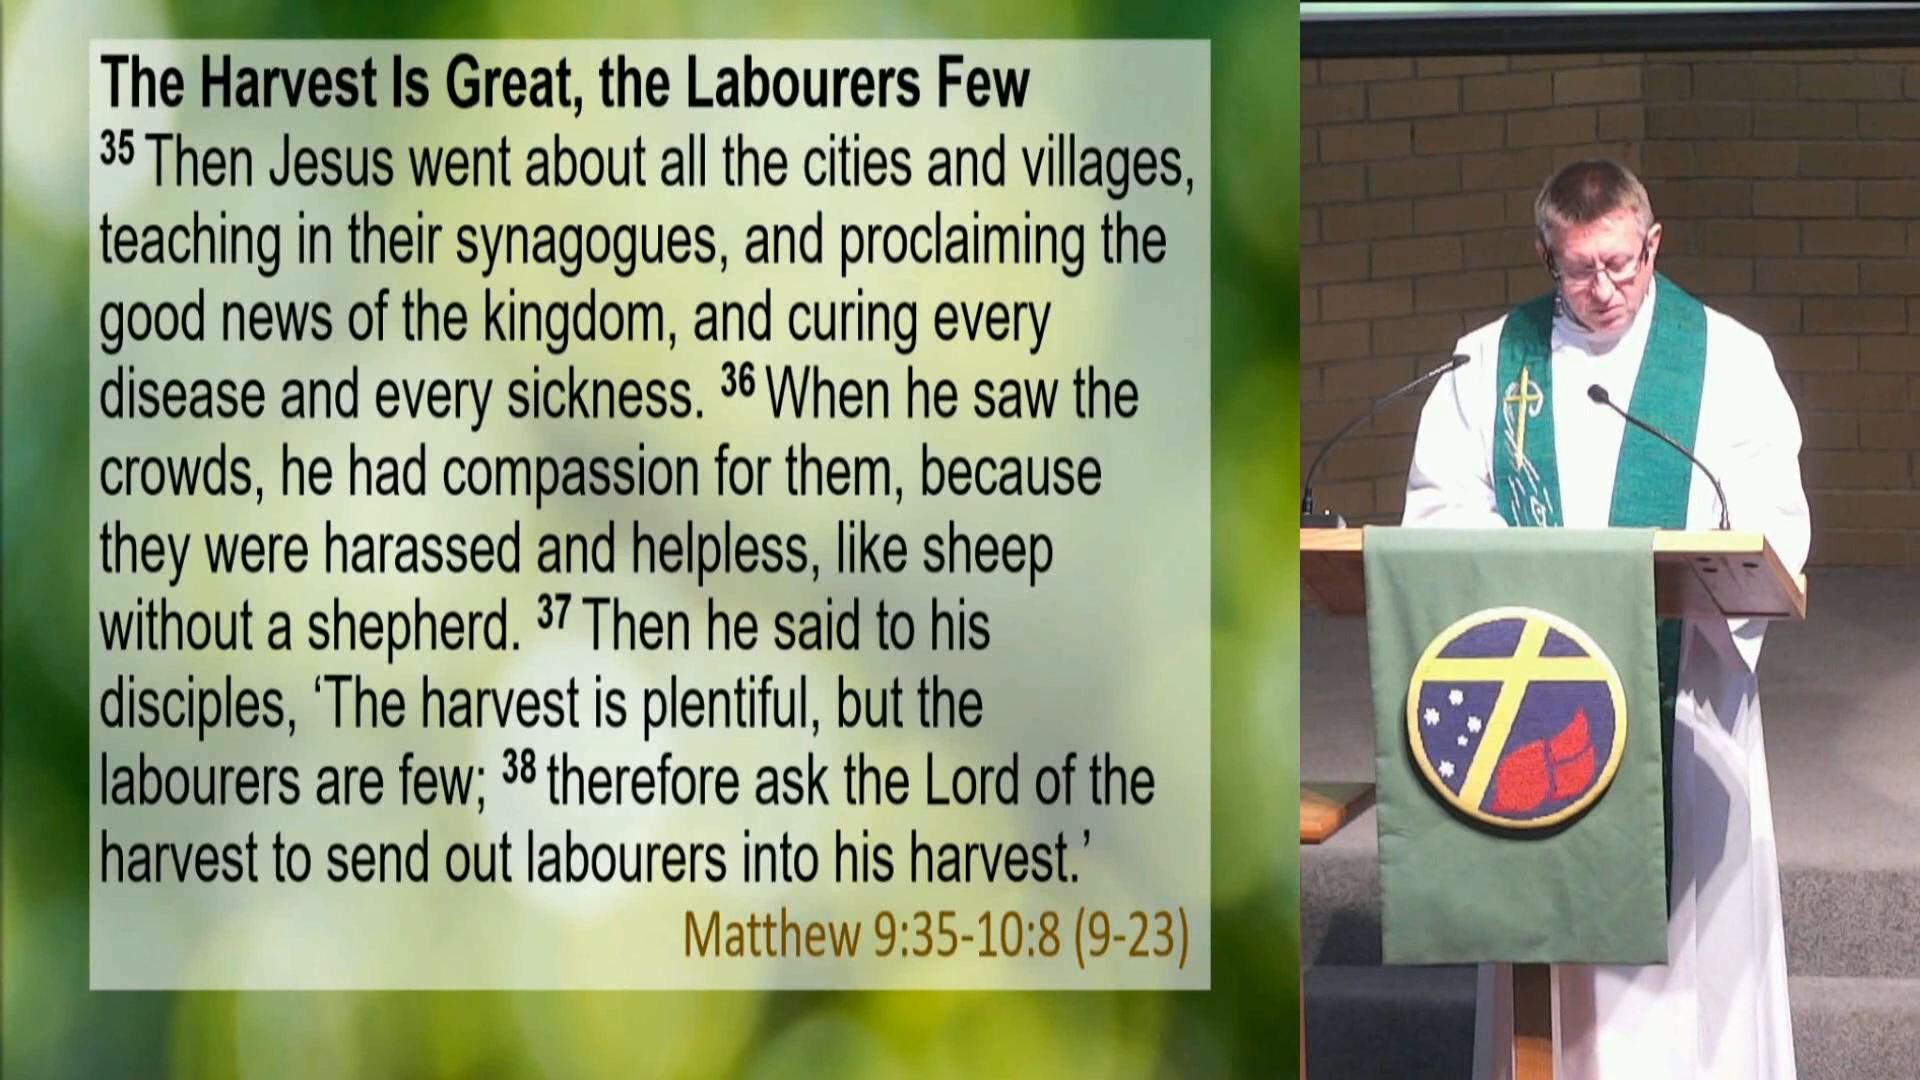 The Harvest Is Great, the Labourers Few
35 Then Jesus went about all the cities and villages,
teaching in their synagogues, and proclaiming the
good news of the kingdom, and curing every
disease and every sickness. 36 When he saw the
crowds, he had compassion for them, because
they were harassed and helpless, like sheep
without a shepherd. 37 Then he said to his
disciples, ‘The harvest is plentiful, but the
labourers are few; 38 therefore ask the Lord of the
harvest to send out labourers into his harvest.’
Matthew 9:35-10:8 (9-23)